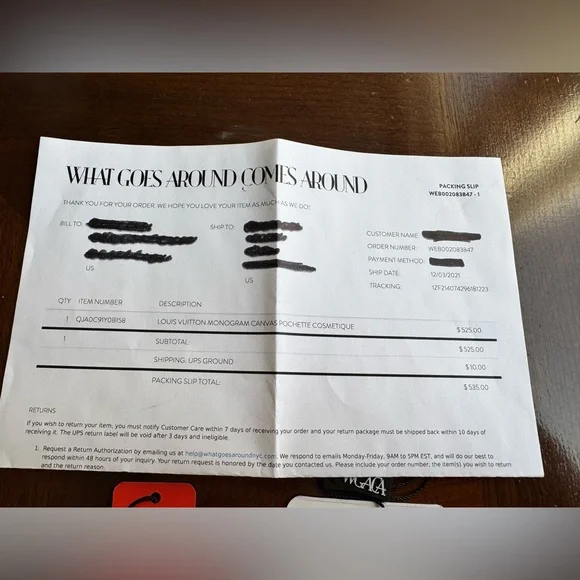 WHAT GOES AROUND COMES AROUND
PACKING SLIP
WEB002083847 - 1
THANK YOU FOR YOUR ORDER. WE HOPE YOU LOVE YOUR ITEM AS MUCH AS WE DO!
BILL TO:
US
SHIP TO:
US
CUSTOMER NAME:
ORDER NUMBER: WEB002083847
PAYMENT METHOD:
SHIP DATE: 12/03/2021
TRACKING: 1ZF214074296181223
QTY ITEM NUMBER DESCRIPTION
1 QJA0C91Y0B158 LOUIS VUITTON MONOGRAM CANVAS POCHETTE COSMETIQUE $ 525.00
1 SUBTOTAL $ 525.00
SHIPPING: UPS GROUND $ 10.00
PACKING SLIP TOTAL: $ 535.00
RETURNS
If you wish to return your item, you must notify Customer Care within 7 days of receiving your order and your return package must be shipped back within 10 days of
receiving it. The UPS return label will be void after 3 days and ineligible.
1. Request a Return Authorization by emailing us at help@whatgoesaroundnyc.com. We respond to emails Monday-Friday, 9AM to 5PM EST, and will do our best to
respond within 48 hours of your inquiry. Your return request is honored by the date you contacted us. Please include your order number, the item(s) you wish to return
and the return reason.
WGACA